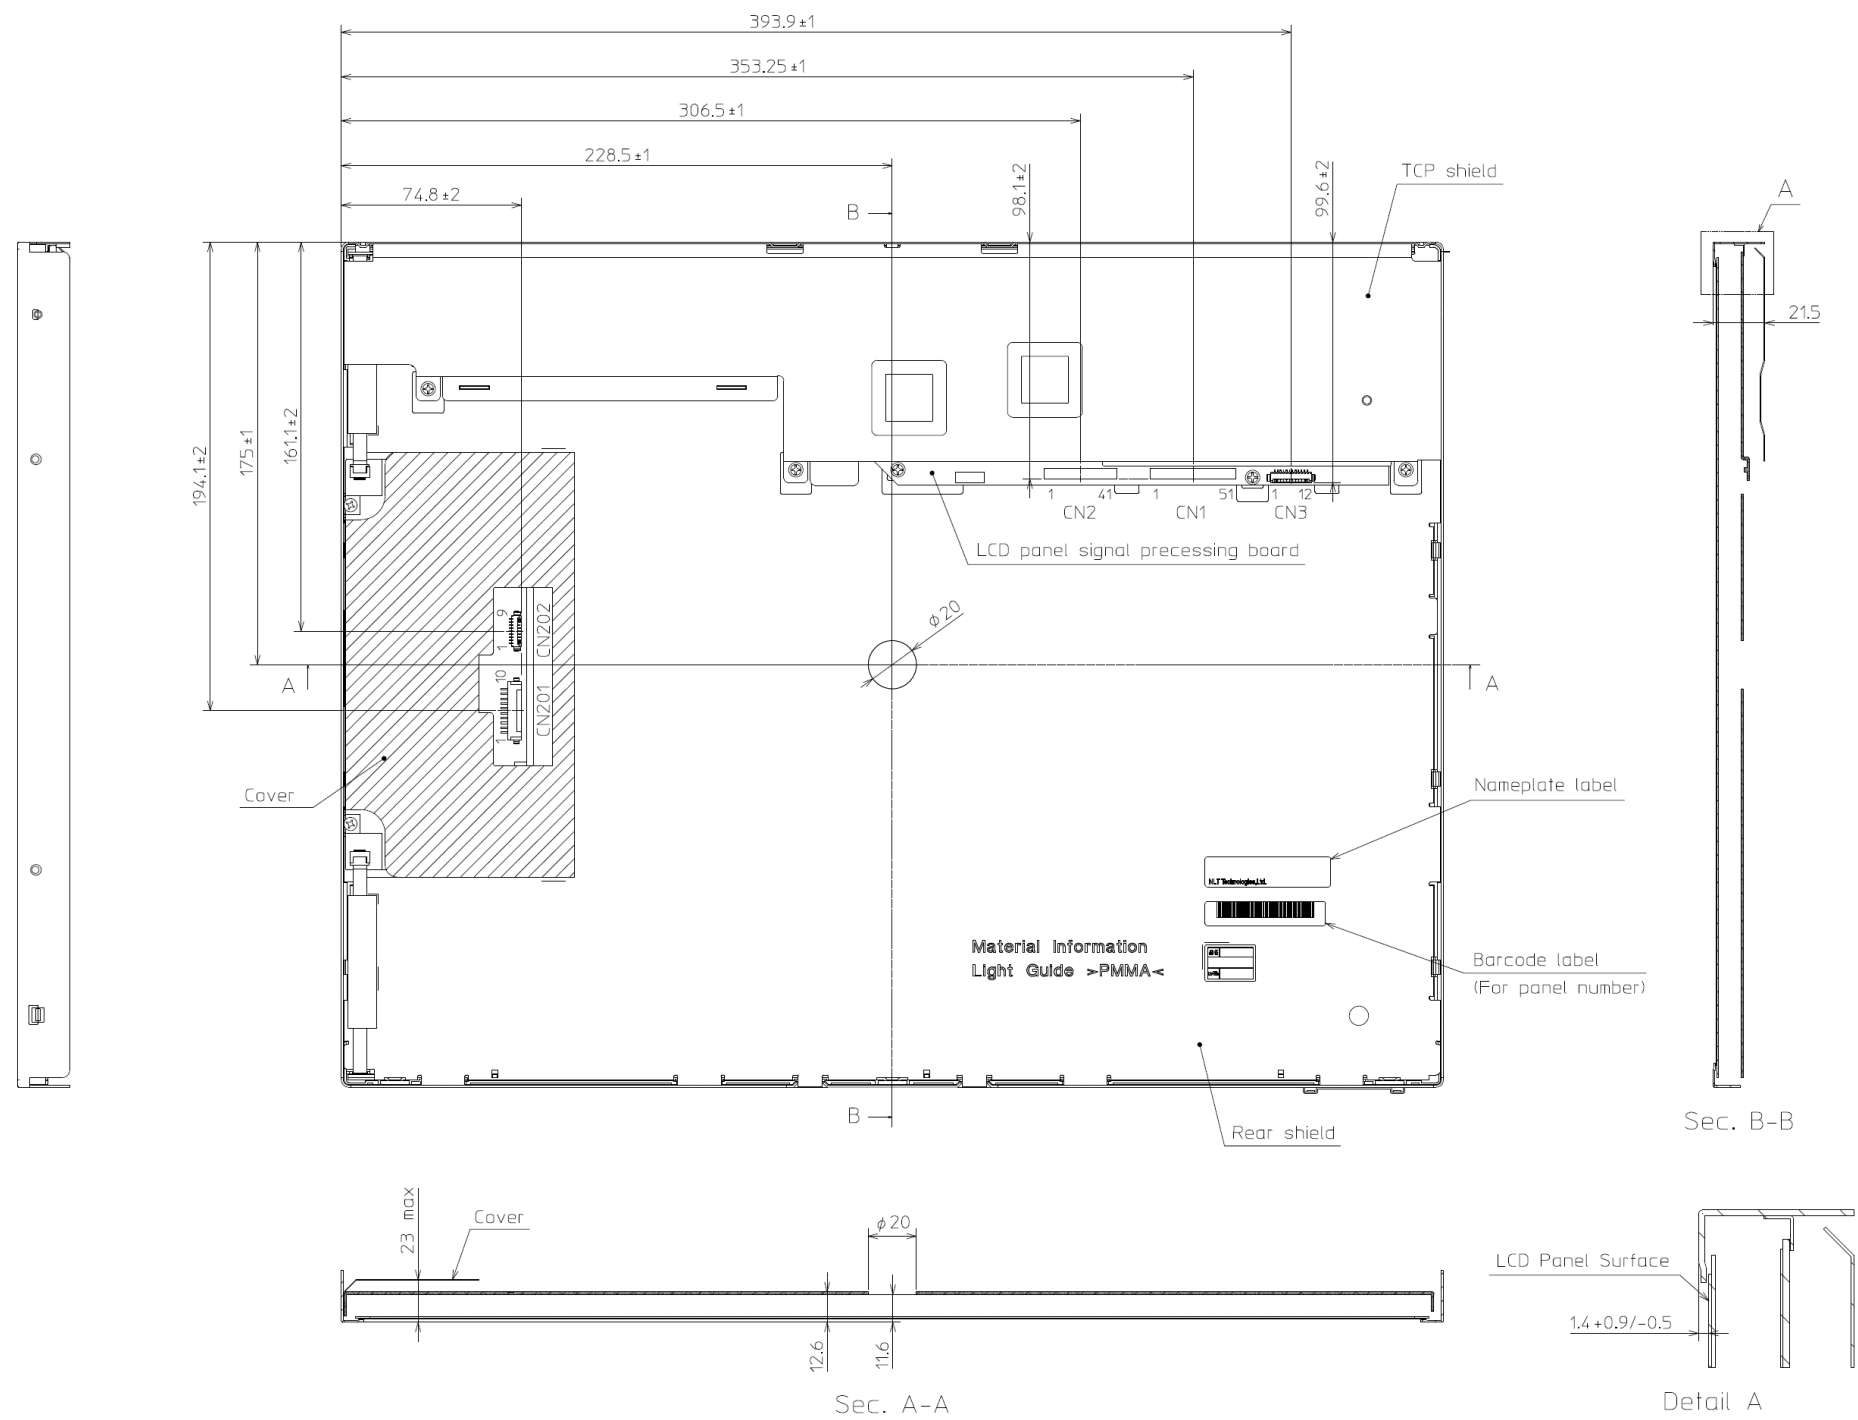 393.9±1
353.25±1
306.5±1
228.5±1
74.8±2
B
98.1±2
99.6±2
TCP shield
A
21.5
161.1±2
175±1
194.1±2
1 41
1 51
1 12
CN2
CN1
CN3
LCD panel signal precessing board
1 9
CN202
φ20
A
A
1 10
CN201
Cover
Nameplate label
NLT Technologies,Ltd.
Material Information
Light Guide >PMMA<
Barcode label
(For panel number)
B
Rear shield
Sec. B-B
23 max
Cover
φ20
12.6
11.6
Sec. A-A
LCD Panel Surface
1.4+0.9/-0.5
Detail A